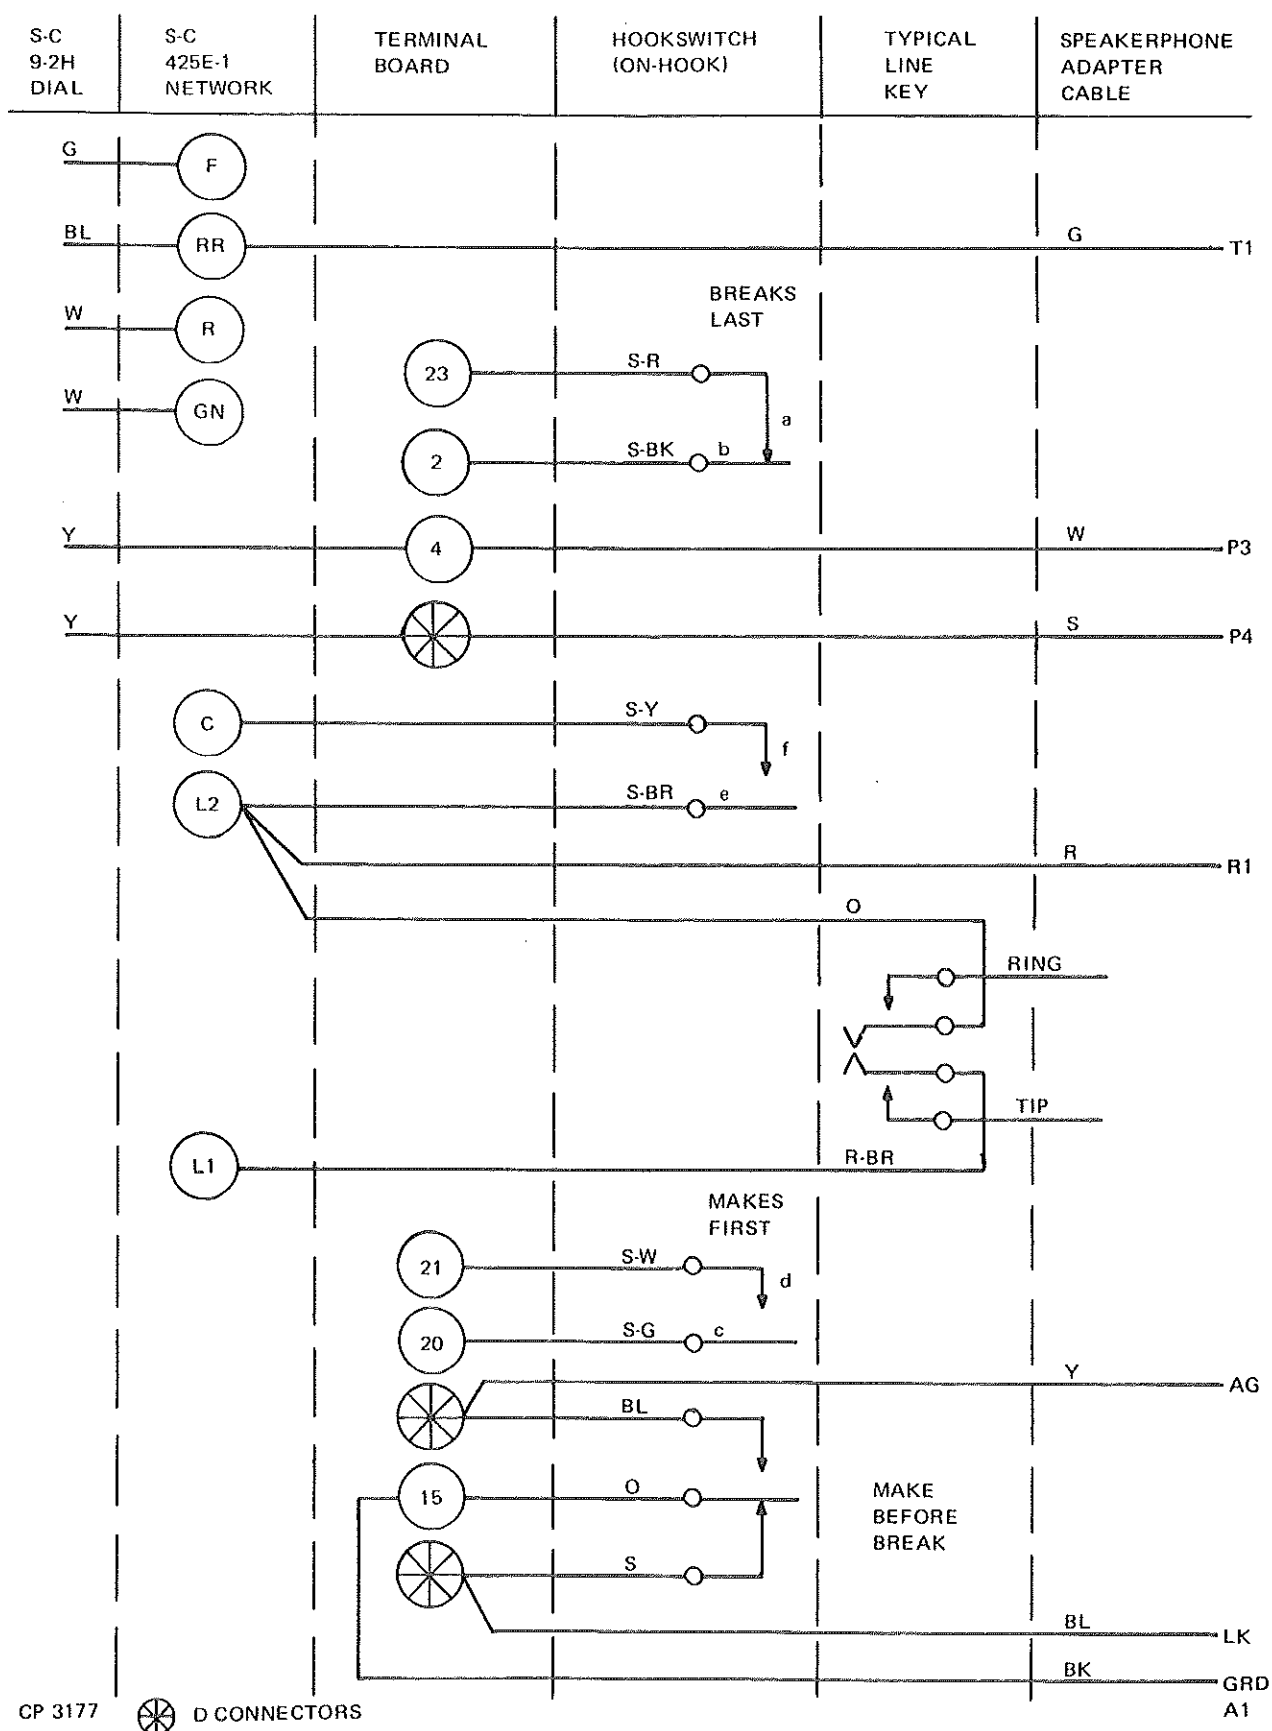 S-C
9-2H
DIAL
S-C
425E-1
NETWORK
TERMINAL
BOARD
HOOKSWITCH
(ON-HOOK)
TYPICAL
LINE
KEY
SPEAKERPHONE
ADAPTER
CABLE
G
F
BL
RR
G
T1
BREAKS
LAST
W
R
23
S-R
a
W
GN
2
S-BK
b
Y
4
W
P3
Y
S
P4
C
S-Y
f
L2
S-BR
e
R
R1
O
RING
TIP
L1
R-BR
MAKES
FIRST
21
S-W
d
20
S-G
c
Y
AG
BL
15
O
MAKE
BEFORE
BREAK
S
BL
LK
BK
GRD
A1
CP 3177
D CONNECTORS